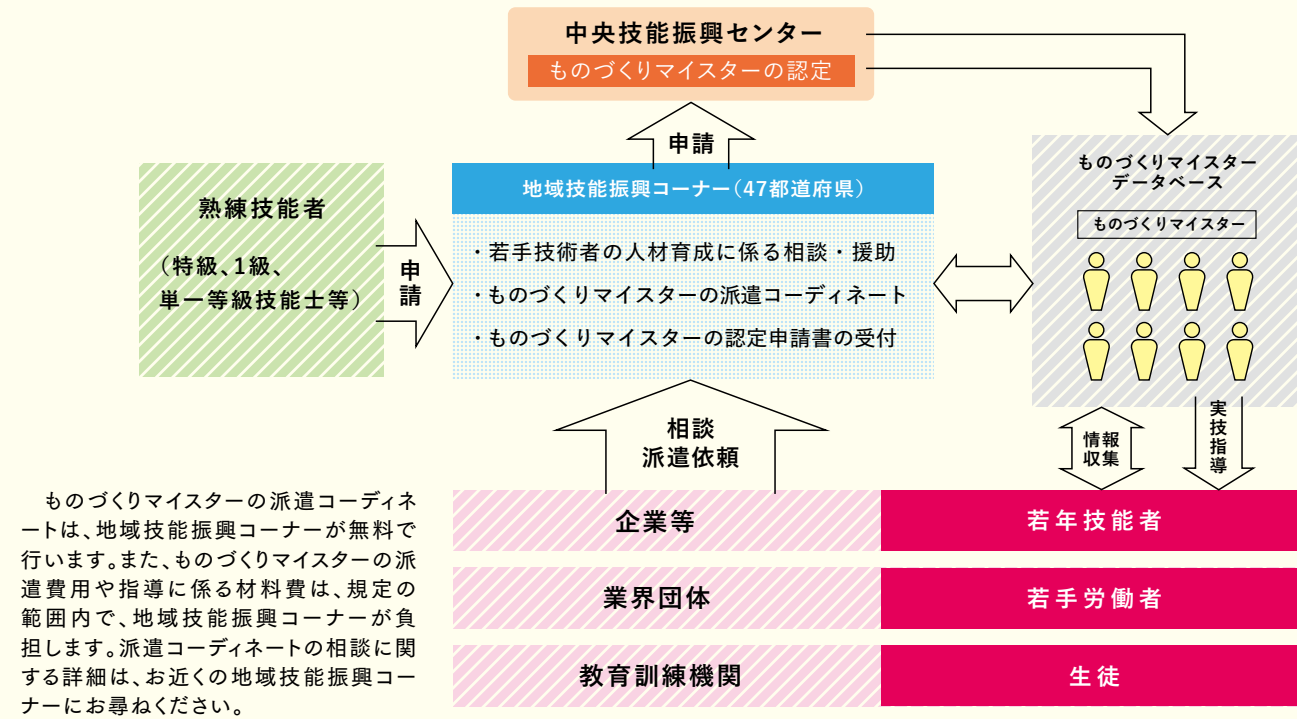 中央技能振興センター
ものづくりマイスターの認定
申請
地域技能振興コーナー（47都道府県）
・若手技術者の人材育成に係る相談・援助
・ものづくりマイスターの派遣コーディネート
・ものづくりマイスターの認定申請書の受付
熟練技能者
（特級、1級、
単一等級技能士等）
申請
ものづくりマイスター
データベース
ものづくりマイスター
情報
収集
実技指導
相談
派遣依頼
企業等
若年技能者
業界団体
若手労働者
教育訓練機関
生徒
ものづくりマイスターの派遣コーディネ
ートは、地域技能振興コーナーが無料で
行います。また、ものづくりマイスターの派
遣費用や指導に係る材料費は、規定の
範囲内で、地域技能振興コーナーが負
担します。派遣コーディネートの相談に関
する詳細は、お近くの地域技能振興コー
ナーにお尋ねください。